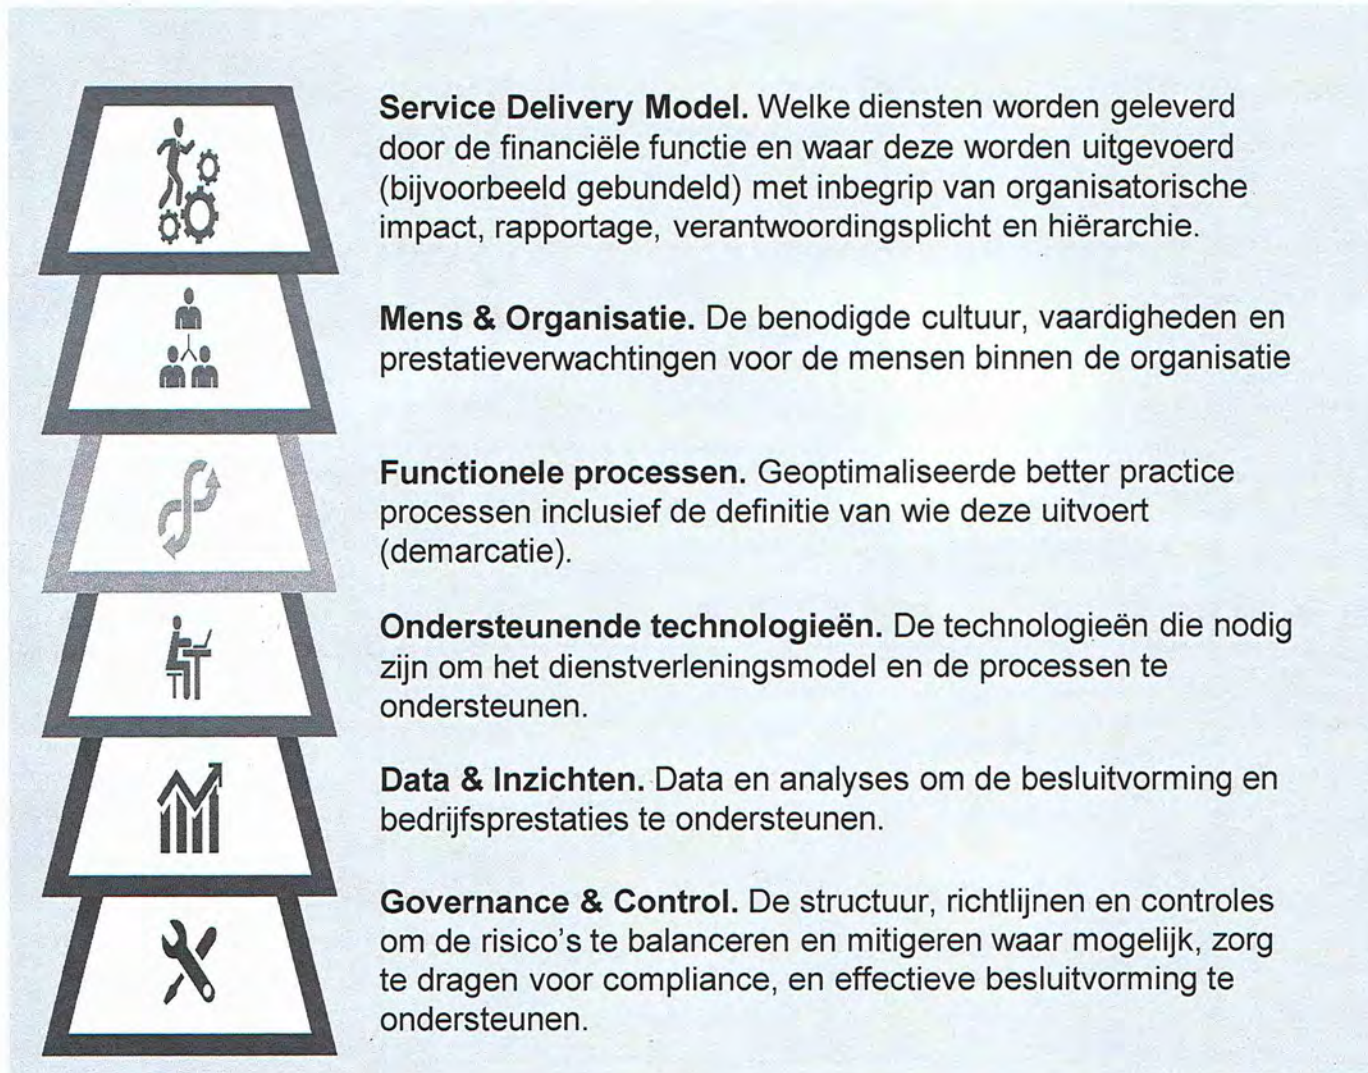 Service Delivery Model. Welke diensten worden geleverd
door de financiële functie en waar deze worden uitgevoerd
(bijvoorbeeld gebundeld) met inbegrip van organisatorische
impact, rapportage, verantwoordingsplicht en hiërarchie.
Mens & Organisatie. De benodigde cultuur, vaardigheden en
prestatieverwachtingen voor de mensen binnen de organisatie
Functionele processen. Geoptimaliseerde better practice
processen inclusief de definitie van wie deze uitvoert
(demarcatie).
Ondersteunende technologieën. De technologieën die nodig
zijn om het dienstverleningsmodel en de processen te
ondersteunen.
Data & Inzichten. Data en analyses om de besluitvorming en
bedrijfsprestaties te ondersteunen.
Governance & Control. De structuur, richtlijnen en controles
om de risico's te balanceren en mitigeren waar mogelijk, zorg
te dragen voor compliance, en effectieve besluitvorming te
ondersteunen.